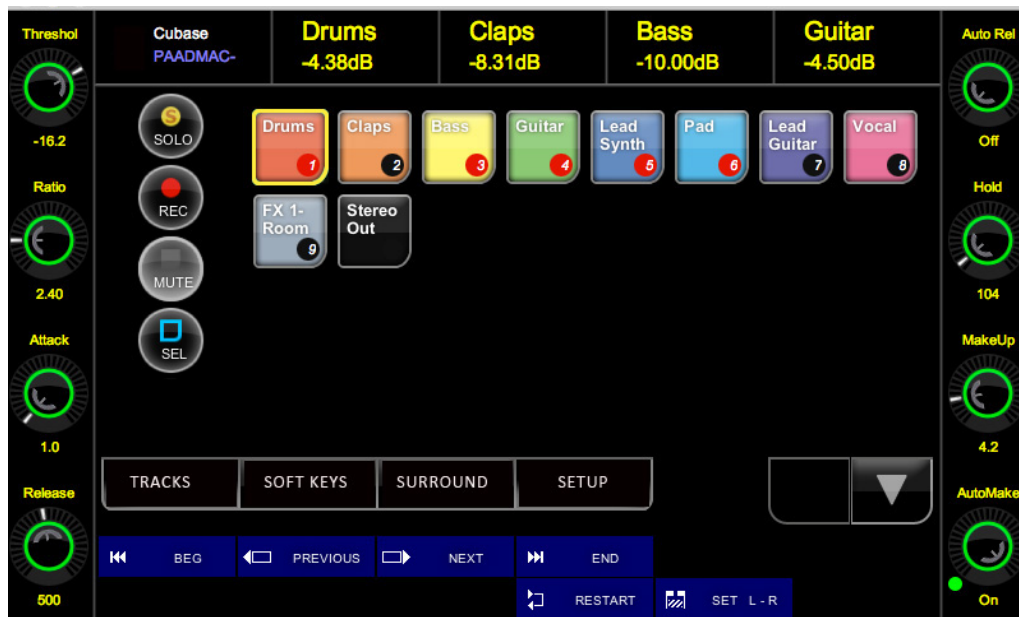 Threshol
-16.2
Ratio
2.40
Attack
1.0
Release
500
Cubase
PAADMAC-
Drums
-4.38dB
Claps
-8.31dB
Bass
-10.00dB
Guitar
-4.50dB
S
SOLO
REC
MUTE
SEL
Drums
1
Claps
2
Bass
3
Guitar
4
Lead
Synth
5
Pad
6
Lead
Guitar
7
Vocal
8
FX 1-
Room
9
Stereo
Out
TRACKS
SOFT KEYS
SURROUND
SETUP
BEG
PREVIOUS
NEXT
END
RESTART
SET L - R
Auto Rel
Off
Hold
104
MakeUp
4.2
AutoMake
On